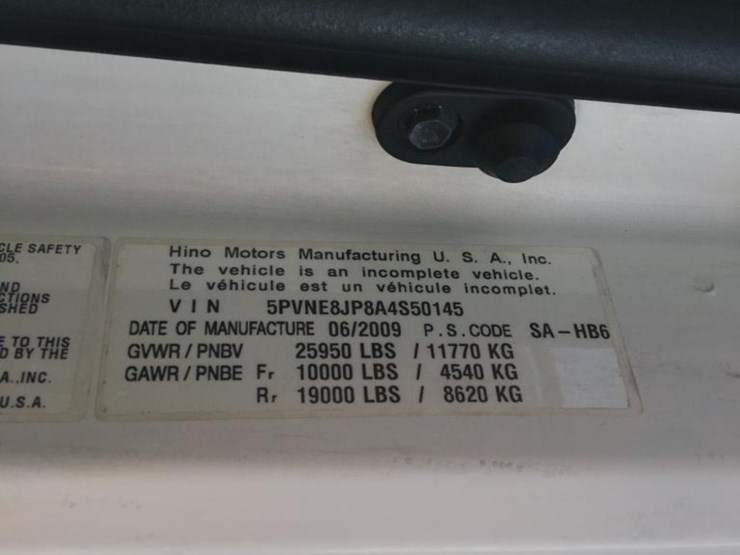 CLE SAFETY
05.
ND
CTIONS
SHED
E TO THIS
D BY THE
A.,INC.
U.S.A.
Hino Motors Manufacturing U. S. A., Inc.
The vehicle is an incomplete vehicle.
Le véhicule est un véhicule incomplet.
VIN 5PVNE8JP8A4S50145
DATE OF MANUFACTURE 06/2009 P.S.CODE SA-HB6
GVWR / PNBV 25950 LBS / 11770 KG
GAWR / PNBE Fr 10000 LBS / 4540 KG
Rr 19000 LBS / 8620 KG